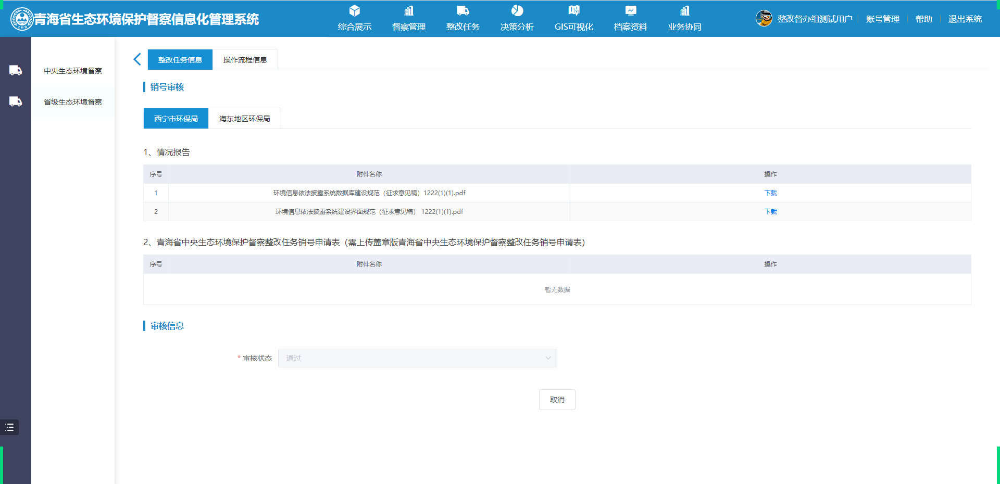 青海省生态环境保护督察信息化管理系统
综合展示
督察管理
整改任务
决策分析
GIS可视化
档案资料
业务协同
整改督办组测试用户
账号管理
帮助
退出系统
中央生态环境督察
省级生态环境督察
整改任务信息
操作流程信息
销号审核
西宁市环保局
海东地区环保局
1、情况报告
序号 附件名称 操作
1 环境信息依法披露系统数据库建设规范（征求意见稿）1222(1)(1).pdf 下载
2 环境信息依法披露系统建设界面规范（征求意见稿） 1222(1)(1).pdf 下载
2、青海省中央生态环境保护督察整改任务销号申请表（需上传盖章版青海省中央生态环境保护督察整改任务销号申请表）
序号 附件名称 操作
暂无数据
审核信息
* 审核状态 通过
取消